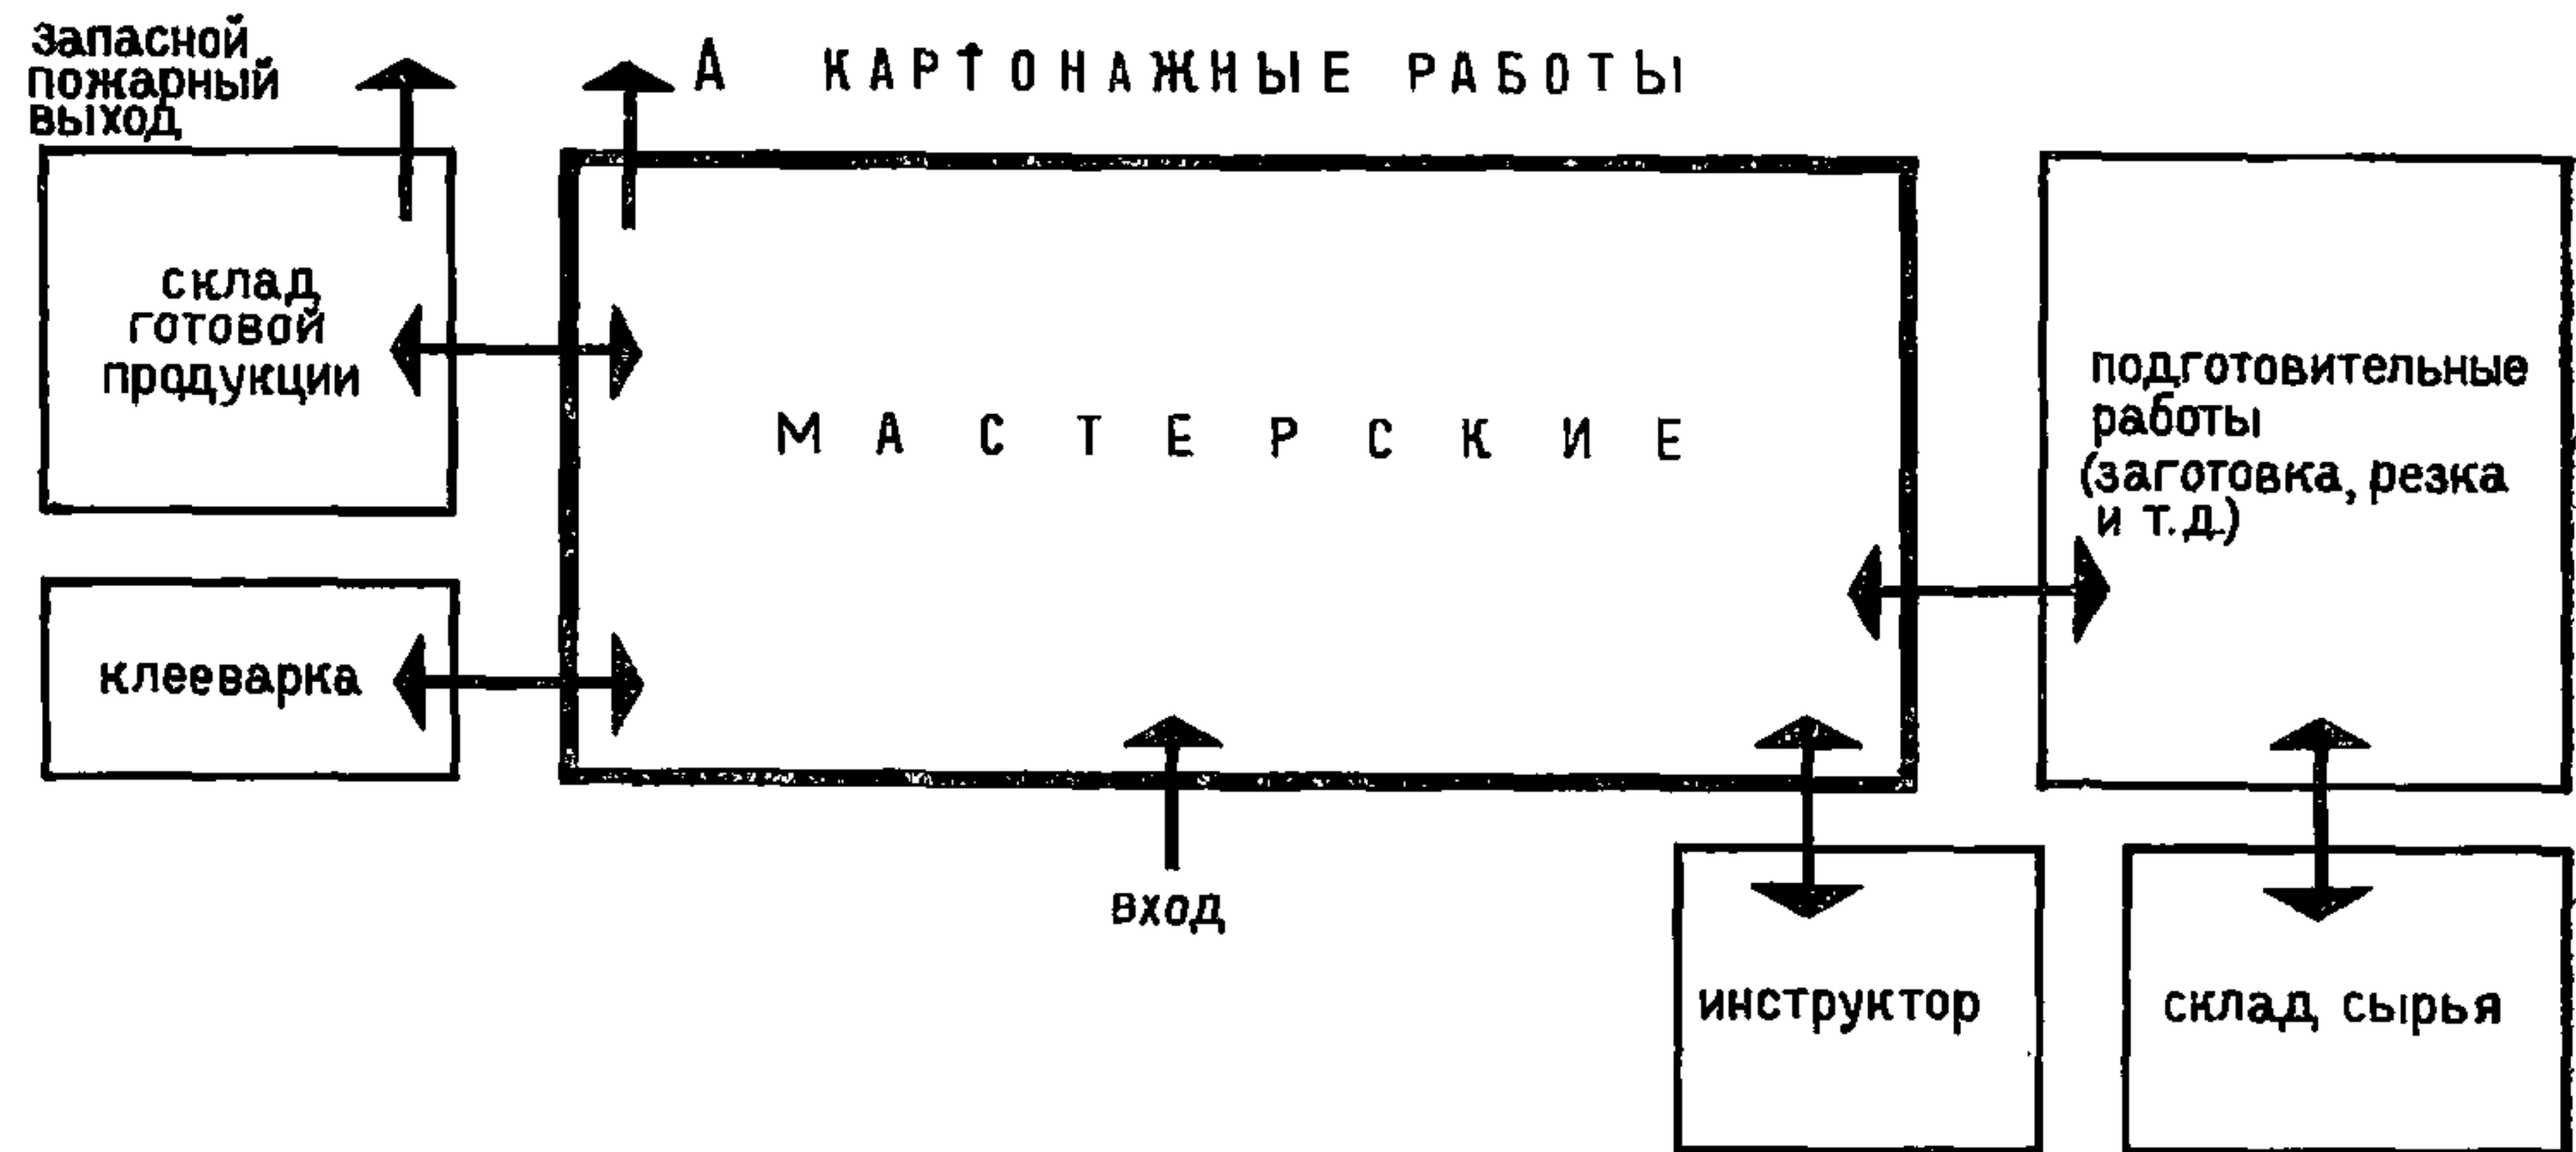 запасной
пожарный
выход
А КАРТОНАЖНЫЕ РАБОТЫ
склад
готовой
продукции
МАСТЕРСКИЕ
подготовительные
работы
(заготовка, резка
и т.д.)
клееварка
вход
инструктор
склад сырья